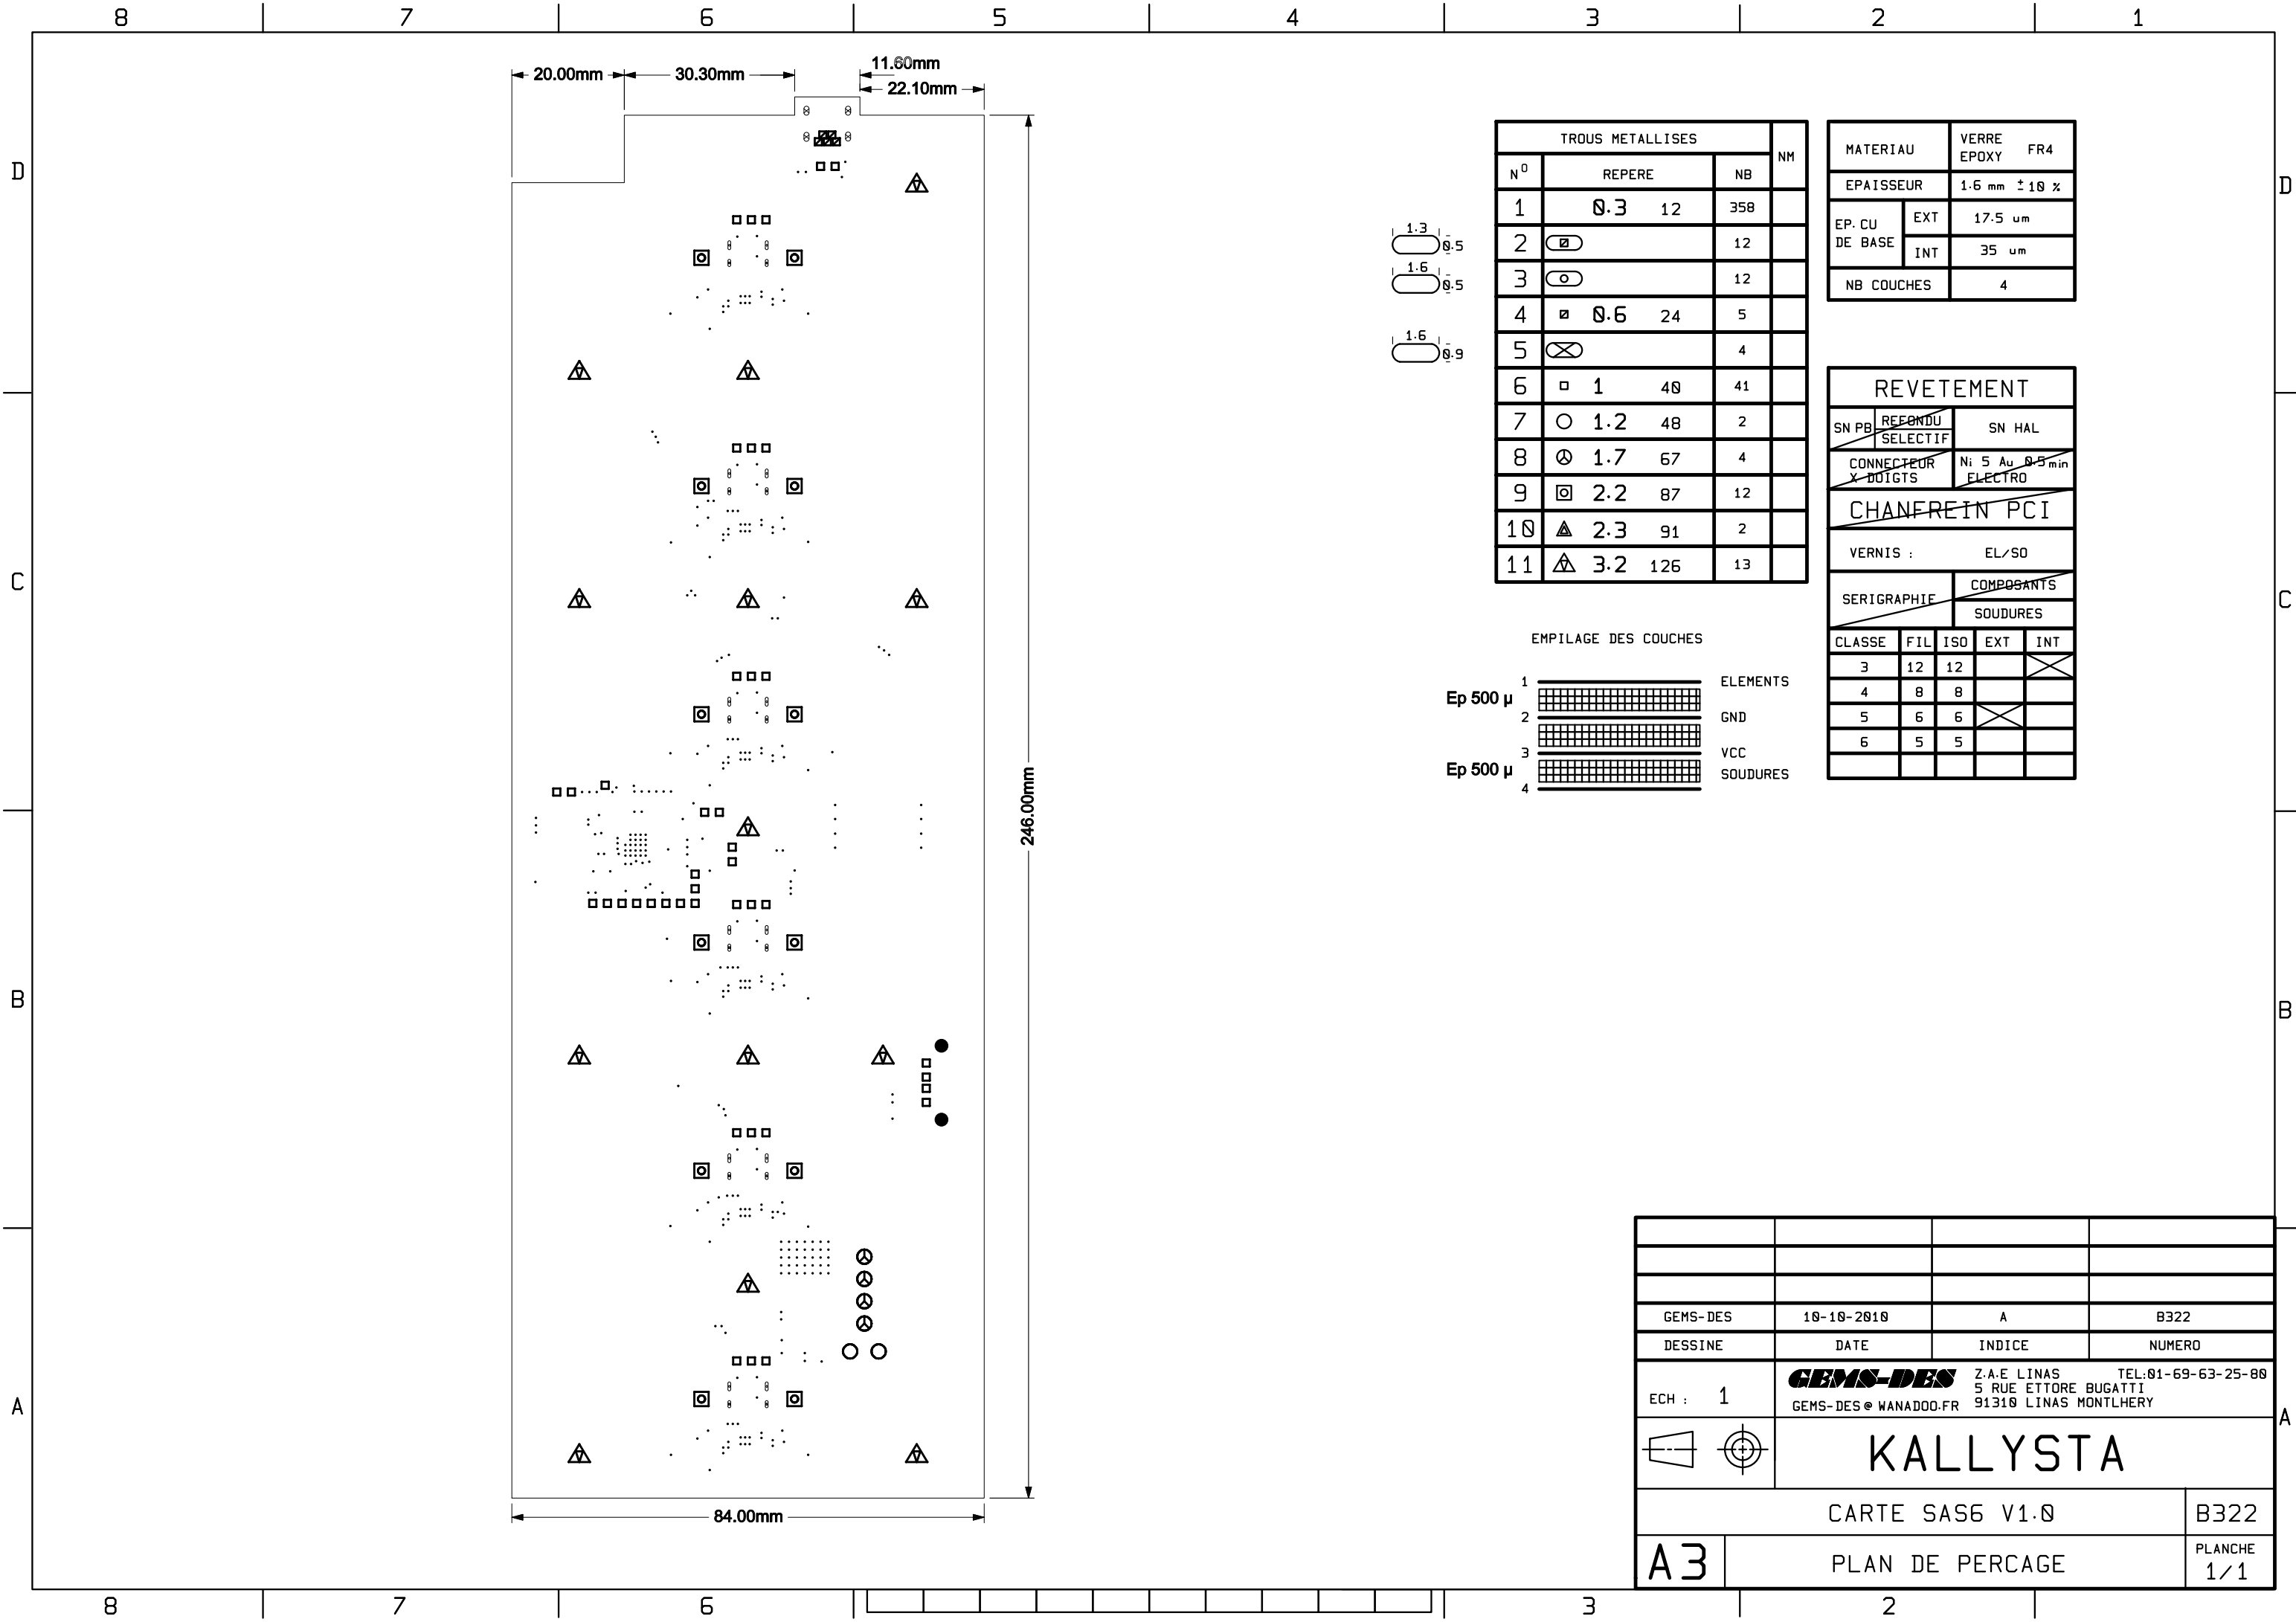 8 7 6 5 4 3 2 1
D
C
B
A
D
C
B
A
8 7 6 3 2
20.00mm 30.30mm 11.60mm
22.10mm
246.00mm
84.00mm
1.3
0.5
1.6
0.5
1.6
0.9
TROUS METALLISES NM
N° REPERE NB
1 0.3 12 358
2 12
3 12
4 0.6 24 5
5 4
6 1 40 41
7 1.2 48 2
8 1.7 67 4
9 2.2 87 12
10 2.3 91 2
11 3.2 126 13
MATERIAU VERRE EPOXY FR4
EPAISSEUR 1.6 mm ±10 %
EP.CU DE BASE EXT 17.5 um
INT 35 um
NB COUCHES 4
REVETEMENT
SN PB REFONDU SELECTIF SN HAL
CONNECTEUR X DOIGTS Ni 5 Au 0.5 min ELECTRO
CHANFREIN PCI
VERNIS : EL/SO
SERIGRAPHIE COMPOSANTS
SOUDURES
CLASSE FIL ISO EXT INT
3 12 12
4 8 8
5 6 6
6 5 5
EMPILAGE DES COUCHES
1 ELEMENTS
Ep 500 µ
2 GND
3 VCC
Ep 500 µ SOUDURES
4
GEMS-DES 10-10-2010 A B322
DESSINE DATE INDICE NUMERO
ECH : 1
GEMS-DES
GEMS-DES@WANADOO.FR
Z.A.E LINAS TEL:01-69-63-25-80
5 RUE ETTORE BUGATTI
91310 LINAS MONTLHERY
KALLYSTA
CARTE SAS6 V1.0 B322
A3 PLAN DE PERCAGE PLANCHE 1/1